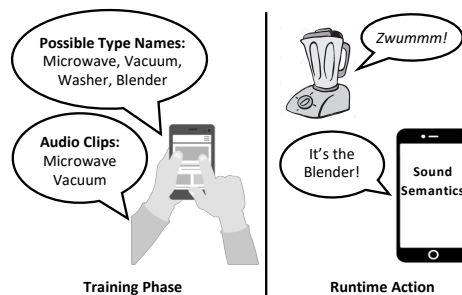 Possible Type Names:
Microwave, Vacuum,
Washer, Blender
Audio Clips:
Microwave
Vacuum
Training Phase
Zwummm!
It's the
Blender!
Sound
Semantics
Runtime Action